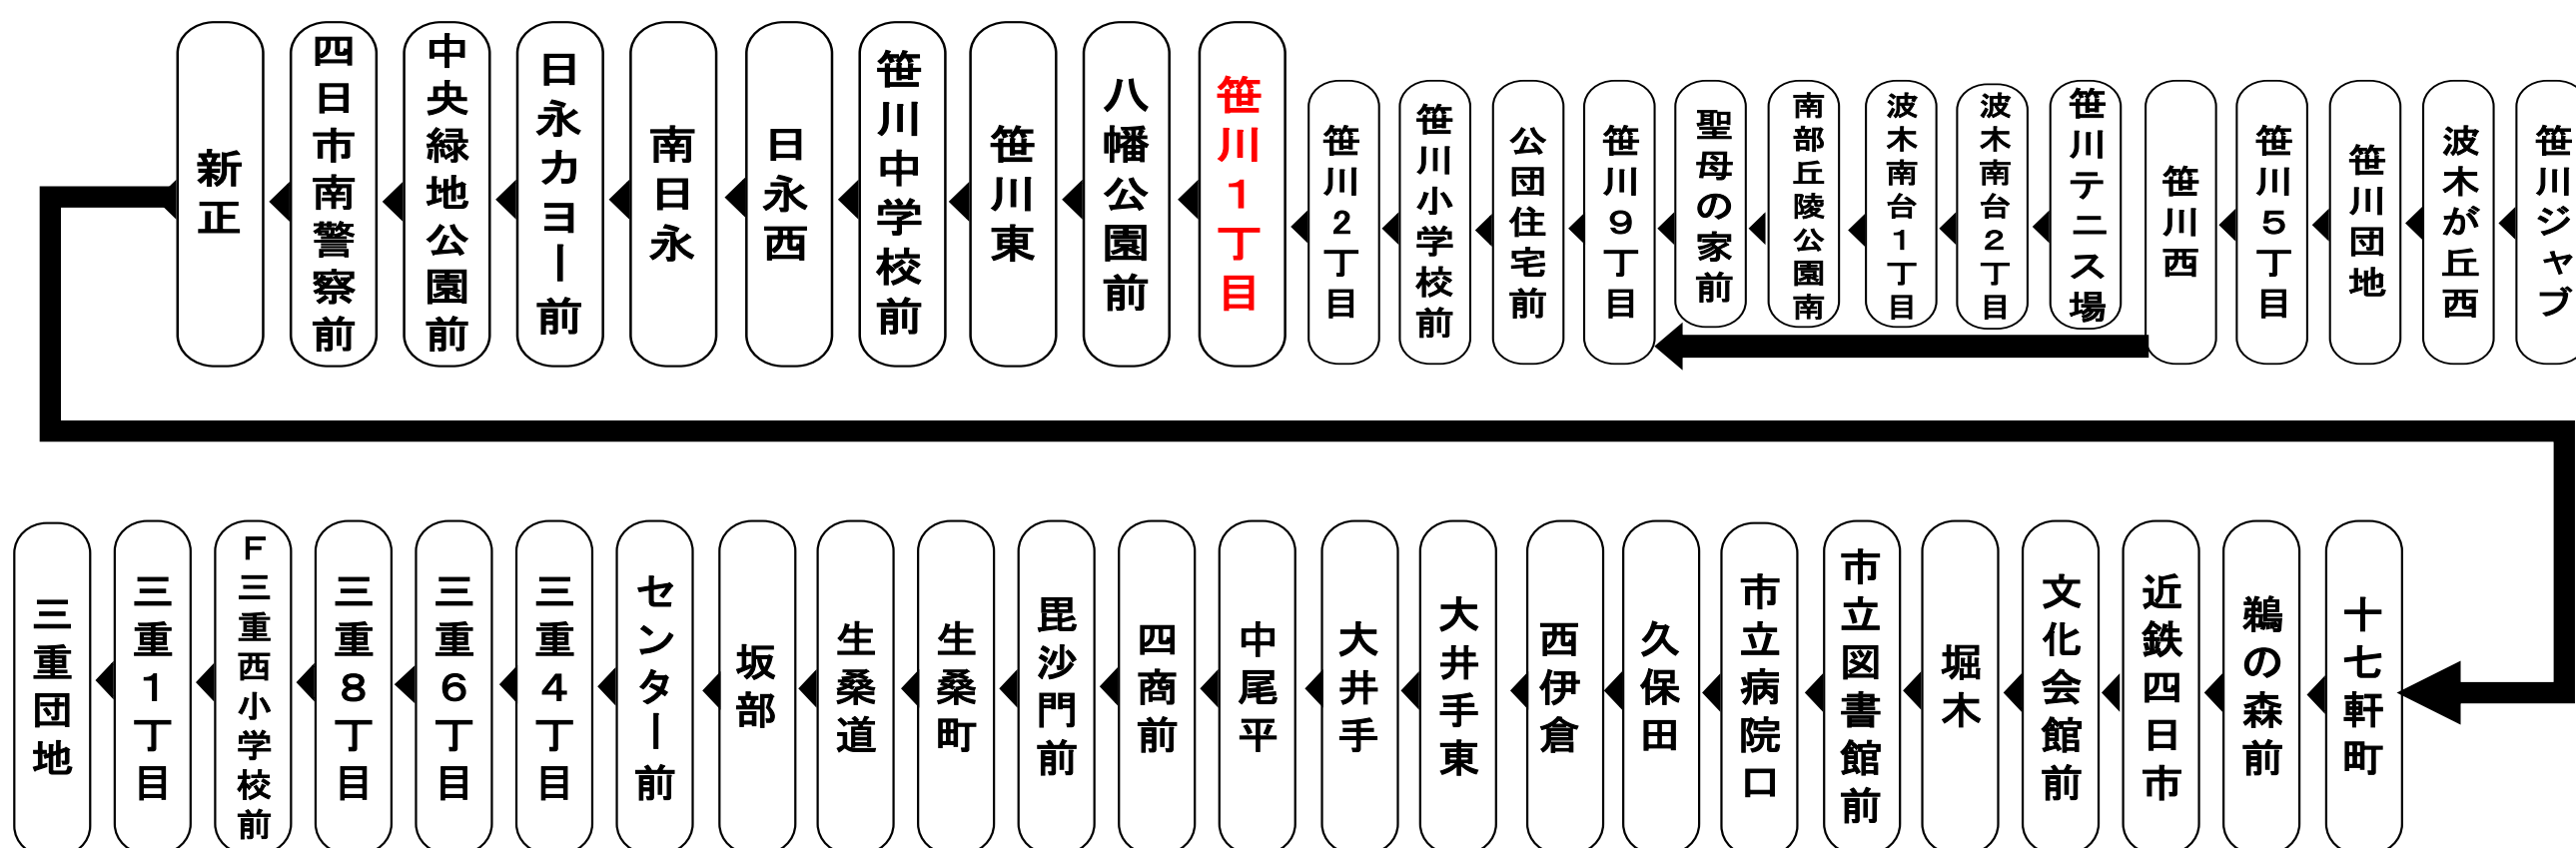 新正
四日市南警察前
中央緑地公園前
日永カヨー前
南日永
日永西
笹川中学校前
笹川東
八幡公園前
笹川1丁目
笹川2丁目
笹川小学校前
公団住宅前
笹川9丁目
聖母の家前
南部丘陵公園南
波木南台1丁目
波木南台2丁目
笹川テニス場
笹川西
笹川5丁目
笹川団地
波木が丘西
笹川ジャブ
三重団地
三重1丁目
F三重西小学校前
三重8丁目
三重6丁目
三重4丁目
センター前
坂部
生桑道
生桑町
毘沙門前
四商前
中尾平
大井手
大井手東
西伊倉
久保田
市立病院口
市立図書館前
堀木
文化会館前
近鉄四日市
鵜の森前
十七軒町